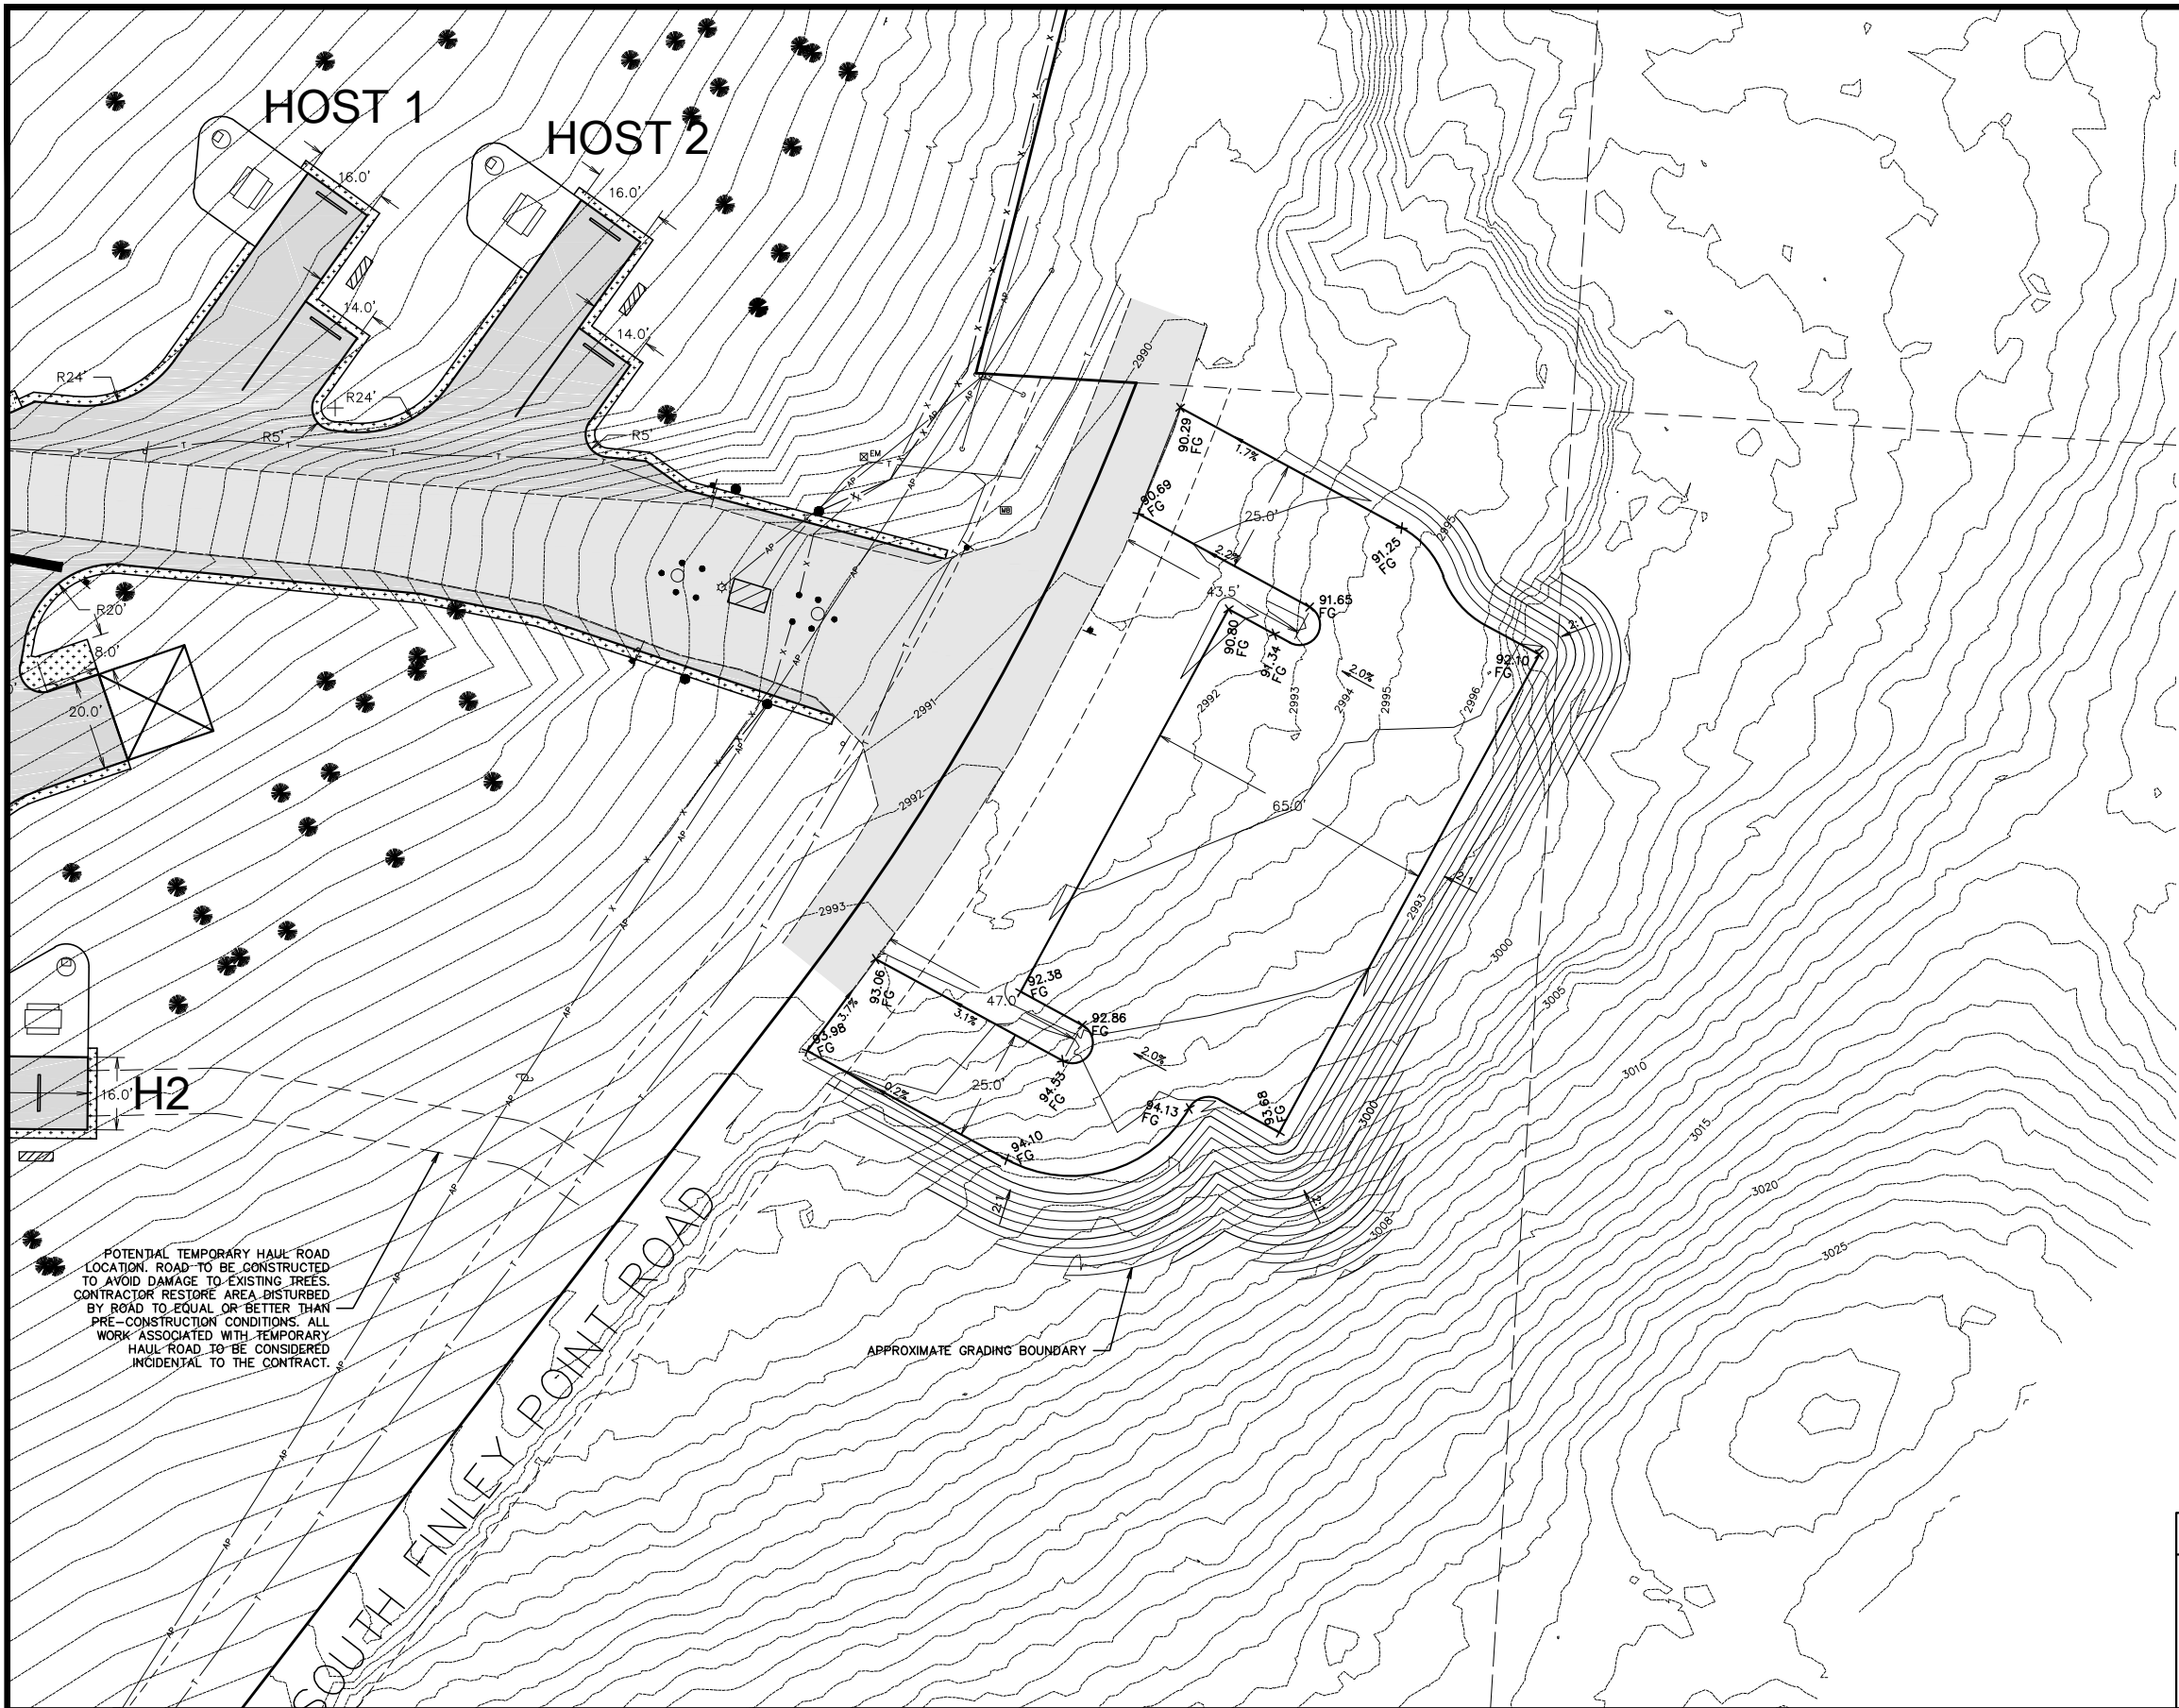 HOST 1
HOST 2
16.0'
16.0'
14.0'
14.0'
R24'
R24'
R5'
R5'
EM
WB
R20'
8.0'
20.0'
2990
90.29
FG
1.7%
90.69
FG
25.0'
2.2%
43.5'
91.25
FG
2995
91.65
FG
90.80
FG
91.34
FG
2.0%
92.10
FG
2:1
2992
2993
2994
2995
2996
2991
2992
65.0'
2:1
2993
2993
3000
3005
93.06
FG
3.7%
93.98
FG
47.0'
3.1%
92.38
FG
92.86
FG
2.0%
0.2%
25.0'
94.53
FG
94.13
FG
93.68
FG
94.10
FG
2:1
2:1
3000
3008
3010
3015
3020
3025
16.0'
H2
POTENTIAL TEMPORARY HAUL ROAD
LOCATION. ROAD TO BE CONSTRUCTED
TO AVOID DAMAGE TO EXISTING TREES.
CONTRACTOR RESTORE AREA DISTURBED
BY ROAD TO EQUAL OR BETTER THAN
PRE-CONSTRUCTION CONDITIONS. ALL
WORK ASSOCIATED WITH TEMPORARY
HAUL ROAD TO BE CONSIDERED
INCIDENTAL TO THE CONTRACT.
APPROXIMATE GRADING BOUNDARY
SOUTH FINLEY POINT ROAD